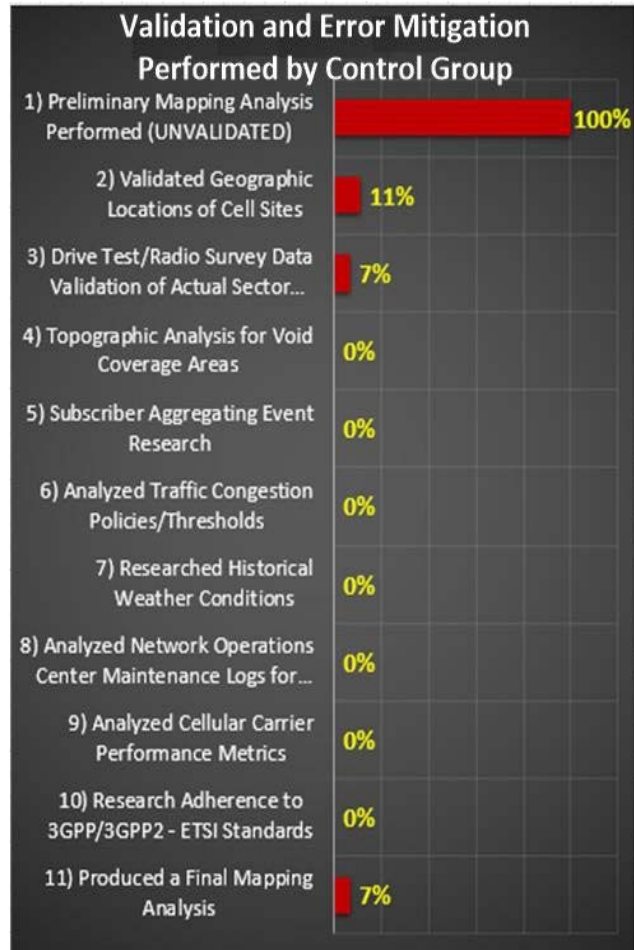 Validation and Error Mitigation
Performed by Control Group
1) Preliminary Mapping Analysis
Performed (UNVALIDATED)
100%
2) Validated Geographic
Locations of Cell Sites
11%
3) Drive Test/Radio Survey Data
Validation of Actual Sector...
7%
4) Topographic Analysis for Void
Coverage Areas
0%
5) Subscriber Aggregating Event
Research
0%
6) Analyzed Traffic Congestion
Policies/Thresholds
0%
7) Researched Historical
Weather Conditions
0%
8) Analyzed Network Operations
Center Maintenance Logs for...
0%
9) Analyzed Cellular Carrier
Performance Metrics
0%
10) Research Adherence to
3GPP/3GPP2 - ETSI Standards
0%
11) Produced a Final Mapping
Analysis
7%